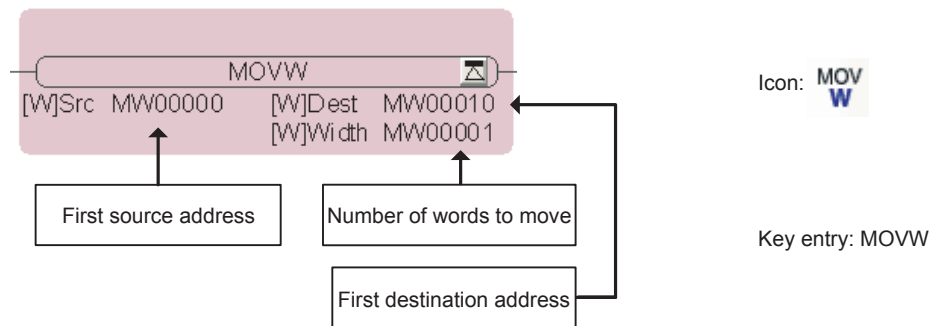 MOVW
[W]Src MW00000 [W]Dest MW00010
[W]Width MW00001
First source address
Number of words to move
First destination address
Icon: MOV
W
Key entry: MOVW